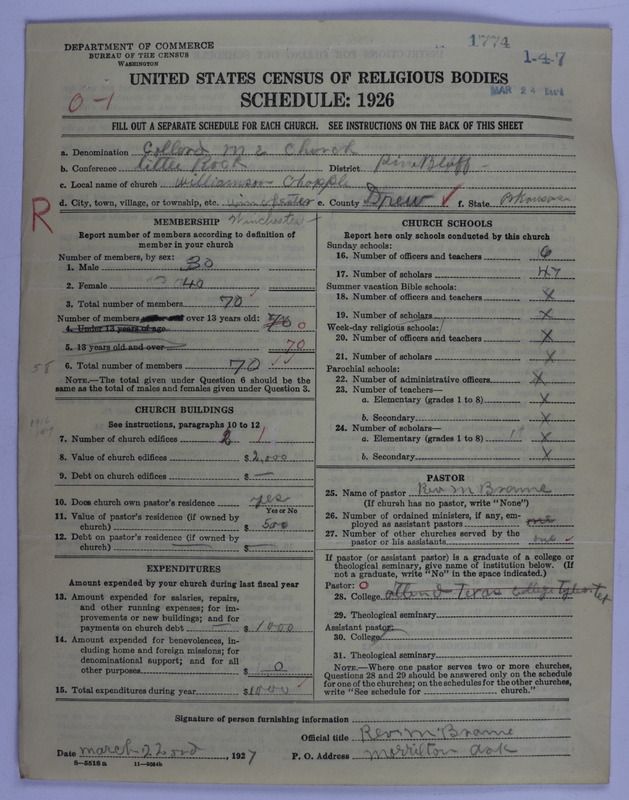 1774
1-4-7
MAR 24 1927
DEPARTMENT OF COMMERCE
BUREAU OF THE CENSUS
WASHINGTON
UNITED STATES CENSUS OF RELIGIOUS BODIES
SCHEDULE: 1926
0-1
FILL OUT A SEPARATE SCHEDULE FOR EACH CHURCH. SEE INSTRUCTIONS ON THE BACK OF THIS SHEET
a. Denomination Collord M E Church
b. Conference Little Rock District Pine Bluff
c. Local name of church Williamson Chapple
d. City, town, village, or township, etc. Winchester e. County Drew ✓ f. State Arkansas
R
MEMBERSHIP Winchester
Report number of members according to definition of
member in your church
Number of members, by sex:
1. Male 30
2. Female 40
3. Total number of members 70
Number of members over 13 years old:
4. Under 13 years of age 0
5. 13 years old and over 70
6. Total number of members 70
58
NOTE.—The total given under Question 6 should be the
same as the total of males and females given under Question 3.
CHURCH BUILDINGS
See instructions, paragraphs 10 to 12
7. Number of church edifices 2 1
8. Value of church edifices $ 2,000
9. Debt on church edifices $ —
10. Does church own pastor's residence yes
Yes or No
11. Value of pastor's residence (if owned by
church) $ 500
12. Debt on pastor's residence (if owned by
church) $
EXPENDITURES
Amount expended by your church during last fiscal year
13. Amount expended for salaries, repairs,
and other running expenses; for im-
provements or new buildings; and for
payments on church debt $ 1000
14. Amount expended for benevolences, in-
cluding home and foreign missions; for
denominational support; and for all
other purposes $ 0
15. Total expenditures during year $ 1000
CHURCH SCHOOLS
Report here only schools conducted by this church
Sunday schools:
16. Number of officers and teachers 6
17. Number of scholars 47
Summer vacation Bible schools:
18. Number of officers and teachers X
19. Number of scholars X
Week-day religious schools:
20. Number of officers and teachers X
21. Number of scholars X
Parochial schools:
22. Number of administrative officers X
23. Number of teachers—
a. Elementary (grades 1 to 8) X
b. Secondary X
24. Number of scholars—
a. Elementary (grades 1 to 8) X
b. Secondary X
PASTOR
25. Name of pastor Rev M Browne
(If church has no pastor, write "None")
26. Number of ordained ministers, if any, em-
ployed as assistant pastors one
27. Number of other churches served by the
pastor or his assistants one ✓
If pastor (or assistant pastor) is a graduate of a college or
theological seminary, give name of institution below. (If
not a graduate, write "No" in the space indicated.)
Pastor: O
28. College attend Texas College Tyler Tex
29. Theological seminary
Assistant pastor:
30. College
31. Theological seminary
NOTE.—Where one pastor serves two or more churches,
Questions 28 and 29 should be answered only on the schedule
for one of the churches; on the schedules for the other churches,
write "See schedule for church."
Signature of person furnishing information
Official title Rev M Browne
Date march 22nd, 1927 P. O. Address Morrilton Ark
8—5516 a